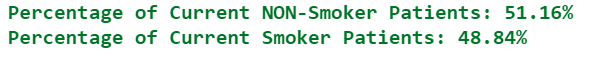 Percentage of Current NON-Smoker Patients: 51.16%
Percentage of Current Smoker Patients: 48.84%